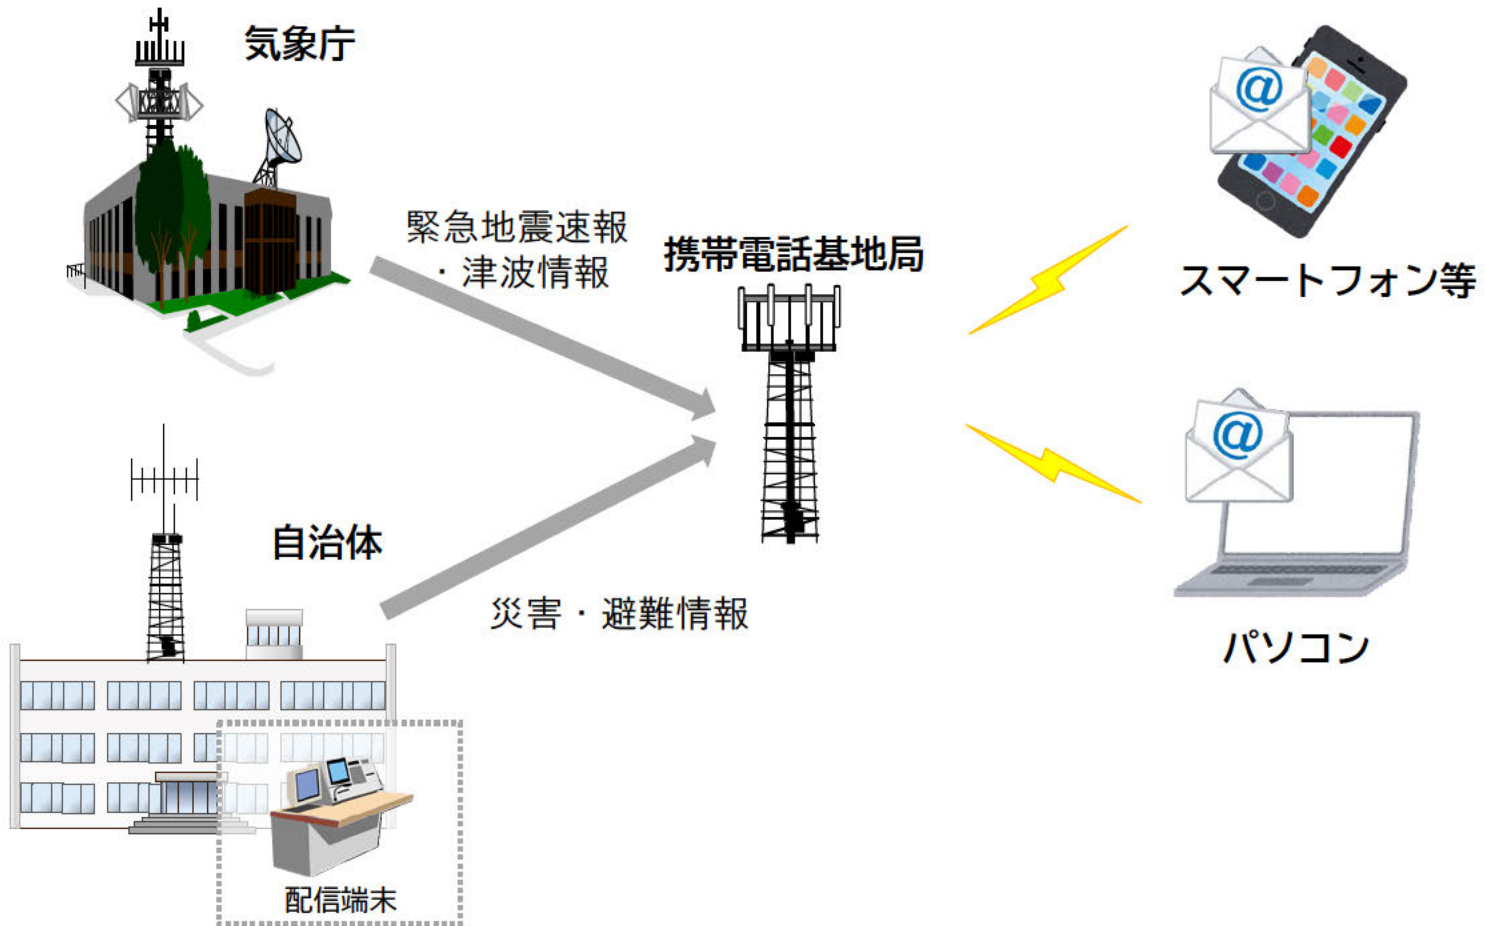 気象庁
緊急地震速報
・津波情報
携帯電話基地局
@
スマートフォン等
自治体
災害・避難情報
@
パソコン
配信端末